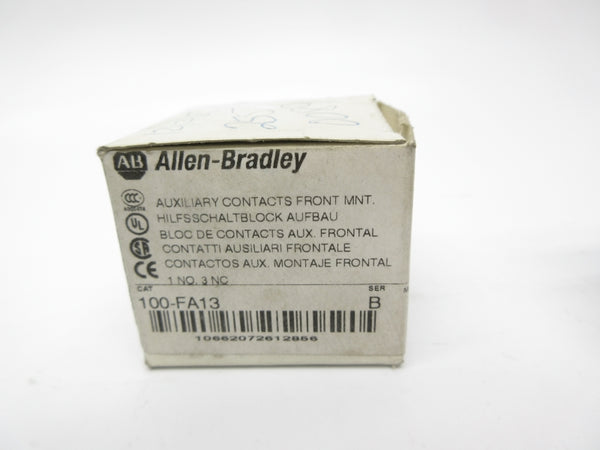 AB Allen-Bradley
AUXILIARY CONTACTS FRONT MNT.
HILFSSCHALTBLOCK AUFBAU
BLOC DE CONTACTS AUX. FRONTAL
CONTATTI AUSILIARI FRONTALE
CONTACTOS AUX. MONTAJE FRONTAL
1 NO. 3 NC
CAT SER M
100-FA13 B
10662072612856